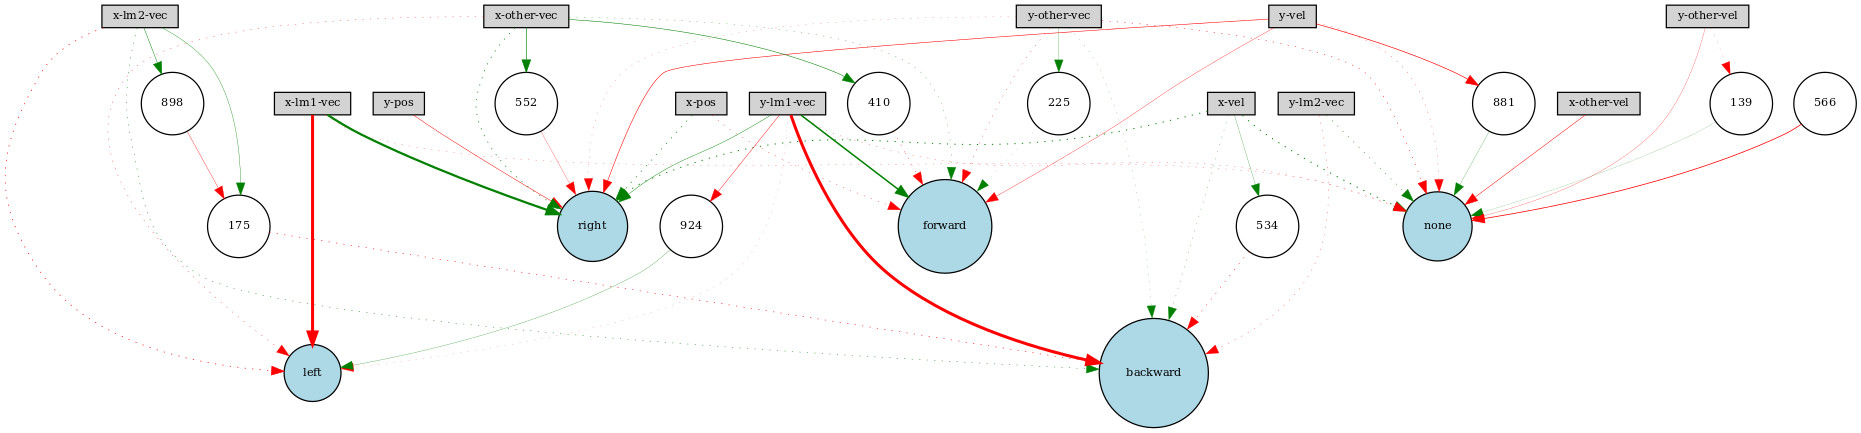 x-lm2-vec
x-other-vec
y-other-vec
y-vel
y-other-vel
898
x-lm1-vec
y-pos
552
x-pos
y-lm1-vec
410
225
x-vel
y-lm2-vec
881
x-other-vel
139
566
175
right
924
forward
534
none
left
backward